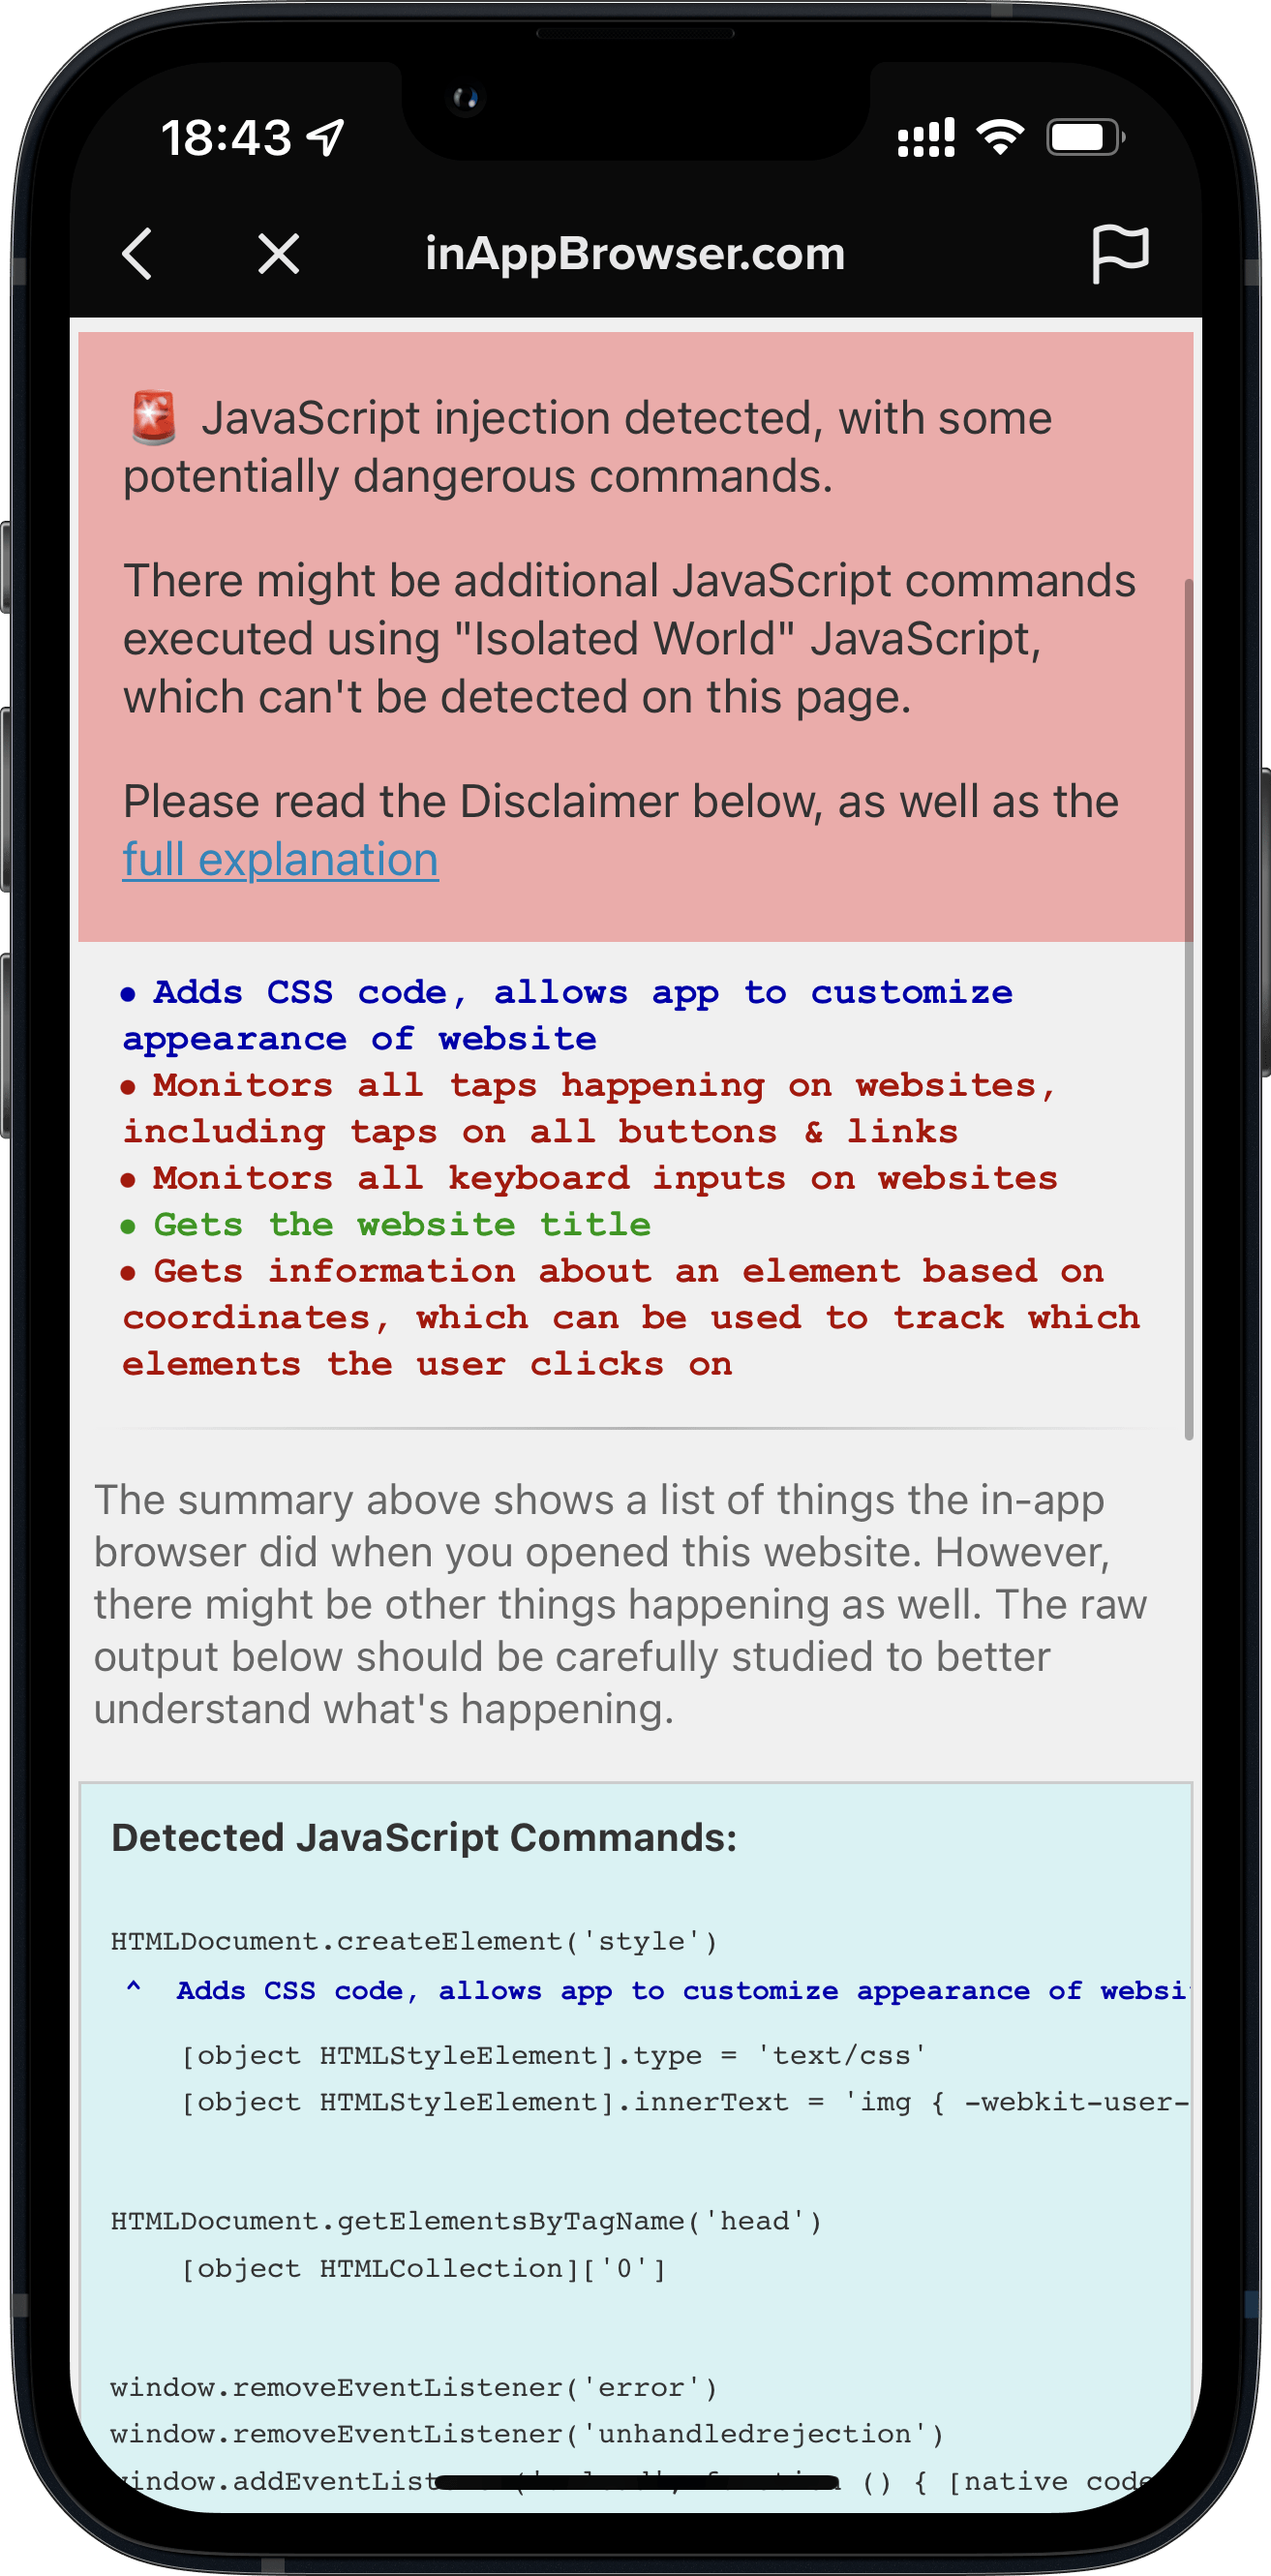 18:43
inAppBrowser.com
🚨 JavaScript injection detected, with some
potentially dangerous commands.
There might be additional JavaScript commands
executed using "Isolated World" JavaScript,
which can't be detected on this page.
Please read the Disclaimer below, as well as the
full explanation
• Adds CSS code, allows app to customize
appearance of website
• Monitors all taps happening on websites,
including taps on all buttons & links
• Monitors all keyboard inputs on websites
• Gets the website title
• Gets information about an element based on
coordinates, which can be used to track which
elements the user clicks on
The summary above shows a list of things the in-app
browser did when you opened this website. However,
there might be other things happening as well. The raw
output below should be carefully studied to better
understand what's happening.
Detected JavaScript Commands:
HTMLDocument.createElement('style')
^ Adds CSS code, allows app to customize appearance of websi
[object HTMLStyleElement].type = 'text/css'
[object HTMLStyleElement].innerText = 'img { -webkit-user-
HTMLDocument.getElementsByTagName('head')
[object HTMLCollection]['0']
window.removeEventListener('error')
window.removeEventListener('unhandledrejection')
window.addEventList () { [native code